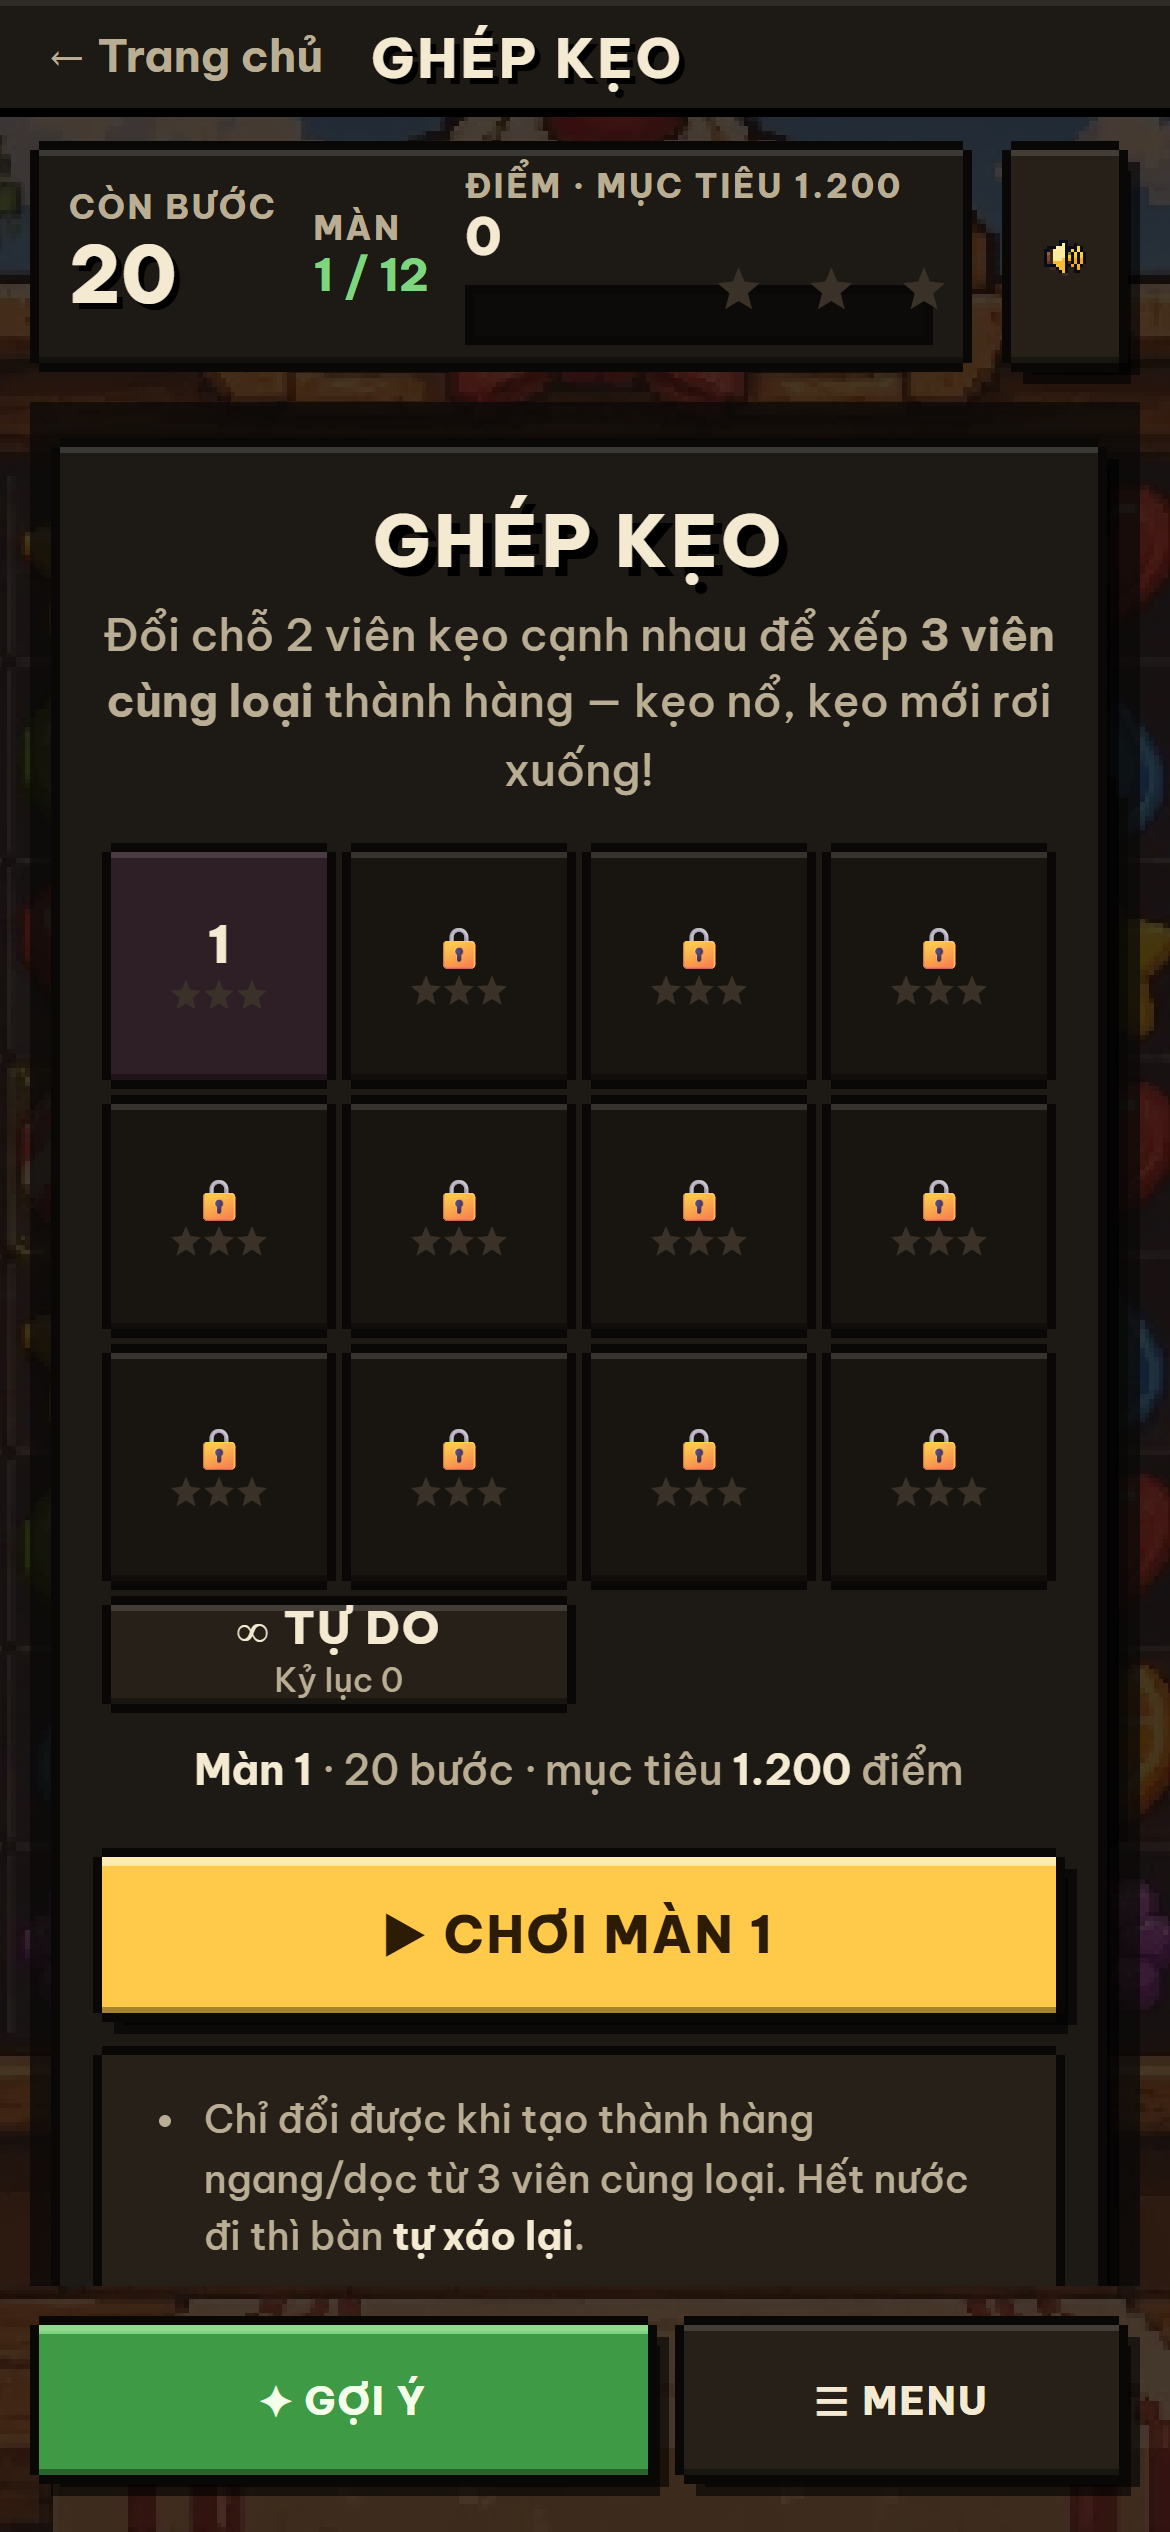 ← Trang chủ GHÉP KẸO
CÒN BƯỚC
20
MÀN
1 / 12
ĐIỂM · MỤC TIÊU 1.200
0
GHÉP KẸO
Đổi chỗ 2 viên kẹo cạnh nhau để xếp 3 viên
cùng loại thành hàng — kẹo nổ, kẹo mới rơi
xuống!
1
∞ TỰ DO
Kỷ lục 0
Màn 1 · 20 bước · mục tiêu 1.200 điểm
▶ CHƠI MÀN 1
• Chỉ đổi được khi tạo thành hàng
ngang/dọc từ 3 viên cùng loại. Hết nước
đi thì bàn tự xáo lại.
✦ GỢI Ý
☰ MENU